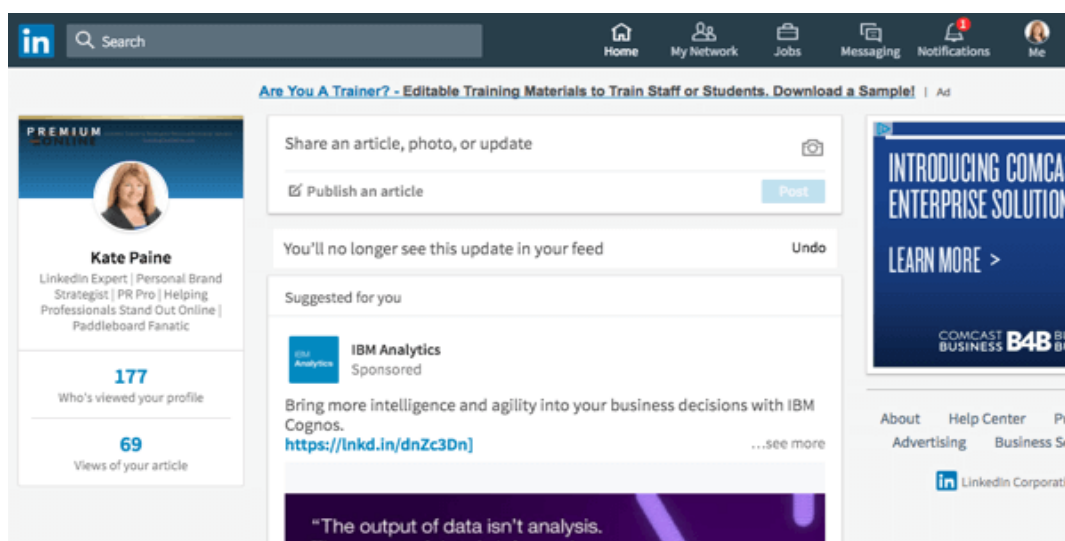 in
Search
Home
My Network
Jobs
Messaging
1
Notifications
Me
Are You A Trainer? - Editable Training Materials to Train Staff or Students. Download a Sample! | Ad
PREMIUM
ONLINE
Kate Paine
LinkedIn Expert | Personal Brand
Strategist | PR Pro | Helping
Professionals Stand Out Online |
Paddleboard Fanatic
177
Who's viewed your profile
69
Views of your article
Share an article, photo, or update
Publish an article
Post
You'll no longer see this update in your feed
Undo
Suggested for you
IBM
Analytics
IBM Analytics
Sponsored
Bring more intelligence and agility into your business decisions with IBM
Cognos.
https://lnkd.in/dnZc3Dn]
...see more
“The output of data isn't analysis.
INTRODUCING COMCA
ENTERPRISE SOLUTION
LEARN MORE >
COMCAST
BUSINESS
B4B
About
Help Center
Advertising
Business Se
in
LinkedIn Corporati